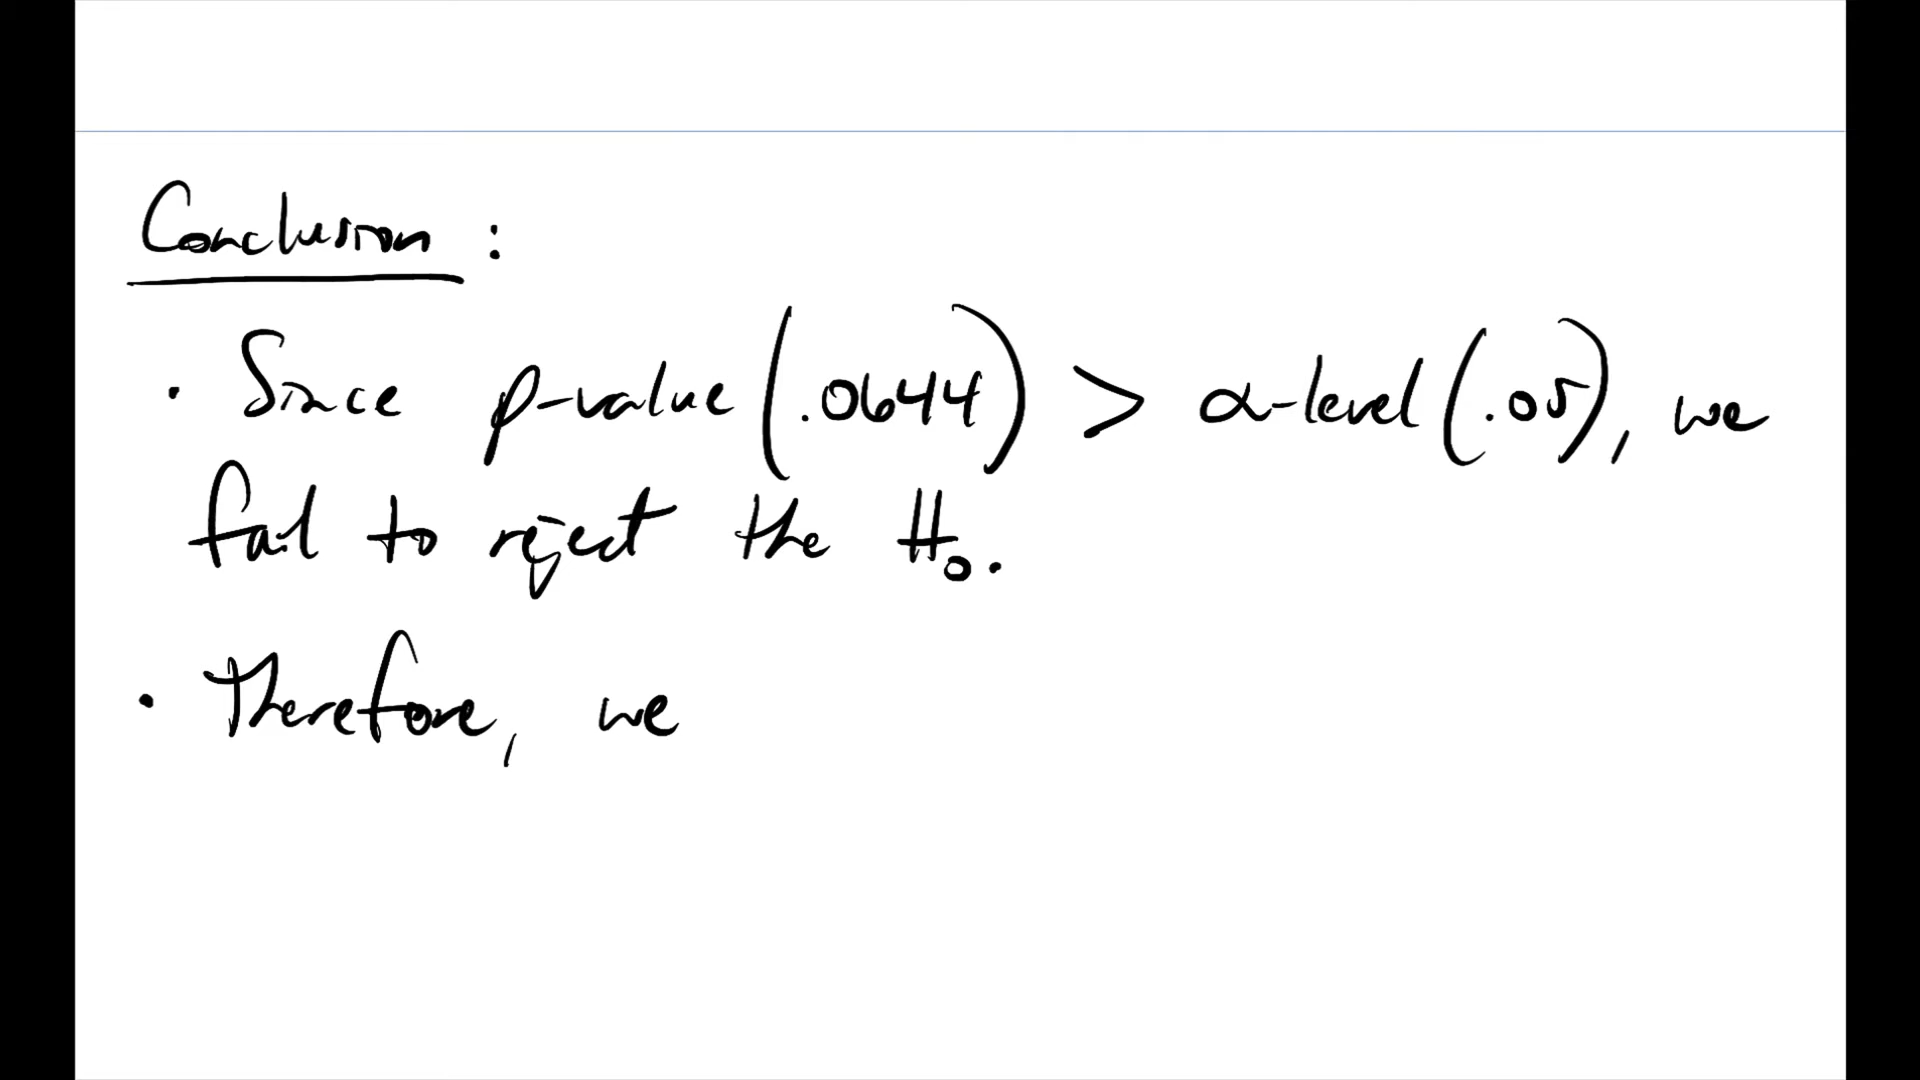 Conclusion :
· Since p-value (.0644) > α-level (.05), we
fail to reject the H₀.
· Therefore, we